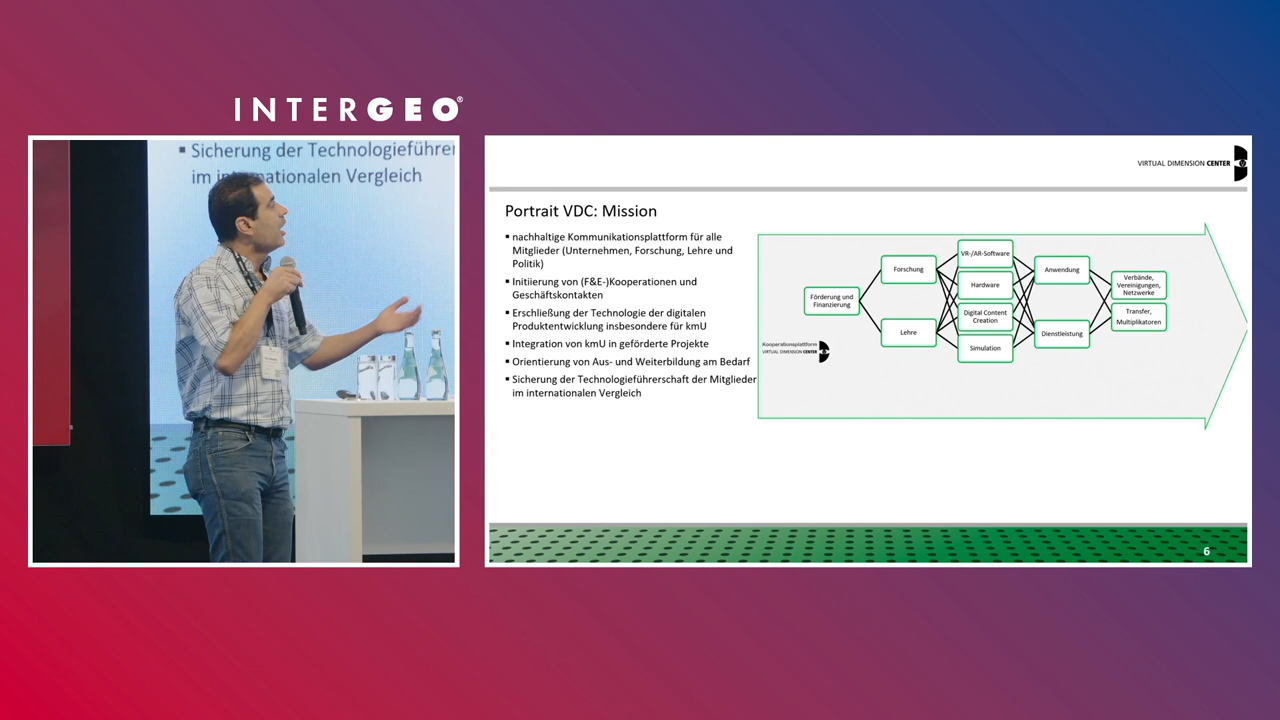 INTERGEO®
Sicherung der Technologieführer
im internationalen Vergleich
VIRTUAL DIMENSION CENTER
Portrait VDC: Mission
▪ nachhaltige Kommunikationsplattform für alle
Mitglieder (Unternehmen, Forschung, Lehre und
Politik)
▪ Initiierung von (F&E-)Kooperationen und
Geschäftskontakten
▪ Erschließung der Technologie der digitalen
Produktentwicklung insbesondere für kmU
▪ Integration von kmU in geförderte Projekte
▪ Orientierung von Aus- und Weiterbildung am Bedarf
▪ Sicherung der Technologieführerschaft der Mitglieder
im internationalen Vergleich
Förderung und
Finanzierung
Forschung
Lehre
VR-/AR-Software
Hardware
Digital Content
Creation
Simulation
Anwendung
Dienstleistung
Verbände,
Vereinigungen,
Netzwerke
Transfer,
Multiplikatoren
Kooperationsplattform
VIRTUAL DIMENSION CENTER
6